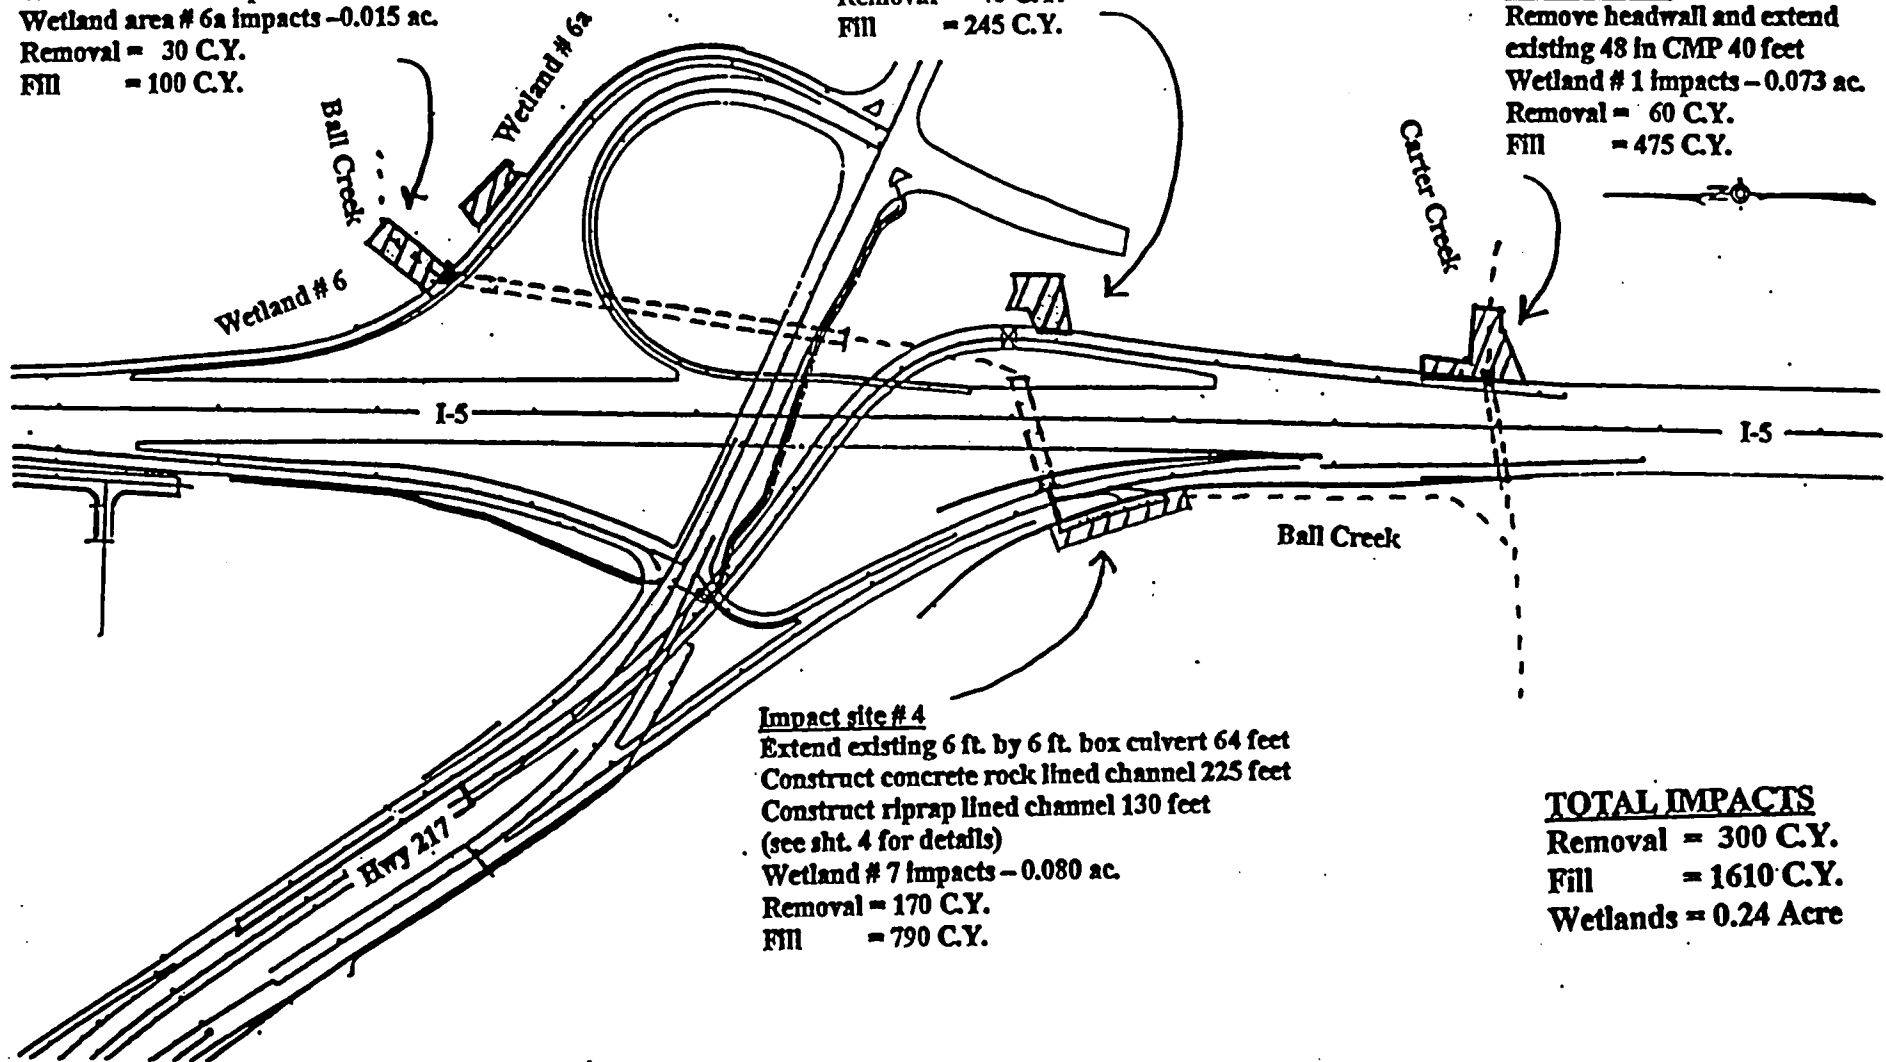 Wetland area # 6a impacts – 0.015 ac.
Removal = 30 C.Y.
Fill = 100 C.Y.
Fill = 245 C.Y.
Remove headwall and extend
existing 48 in CMP 40 feet
Wetland # 1 impacts – 0.073 ac.
Removal = 60 C.Y.
Fill = 475 C.Y.
Wetland # 6a
Ball Creek
Wetland # 6
Carter Creek
N
I-5
I-5
Ball Creek
Hwy 217
Impact site # 4
Extend existing 6 ft. by 6 ft. box culvert 64 feet
Construct concrete rock lined channel 225 feet
Construct riprap lined channel 130 feet
(see sht. 4 for details)
Wetland # 7 impacts – 0.080 ac.
Removal = 170 C.Y.
Fill = 790 C.Y.
TOTAL IMPACTS
Removal = 300 C.Y.
Fill = 1610 C.Y.
Wetlands = 0.24 Acre